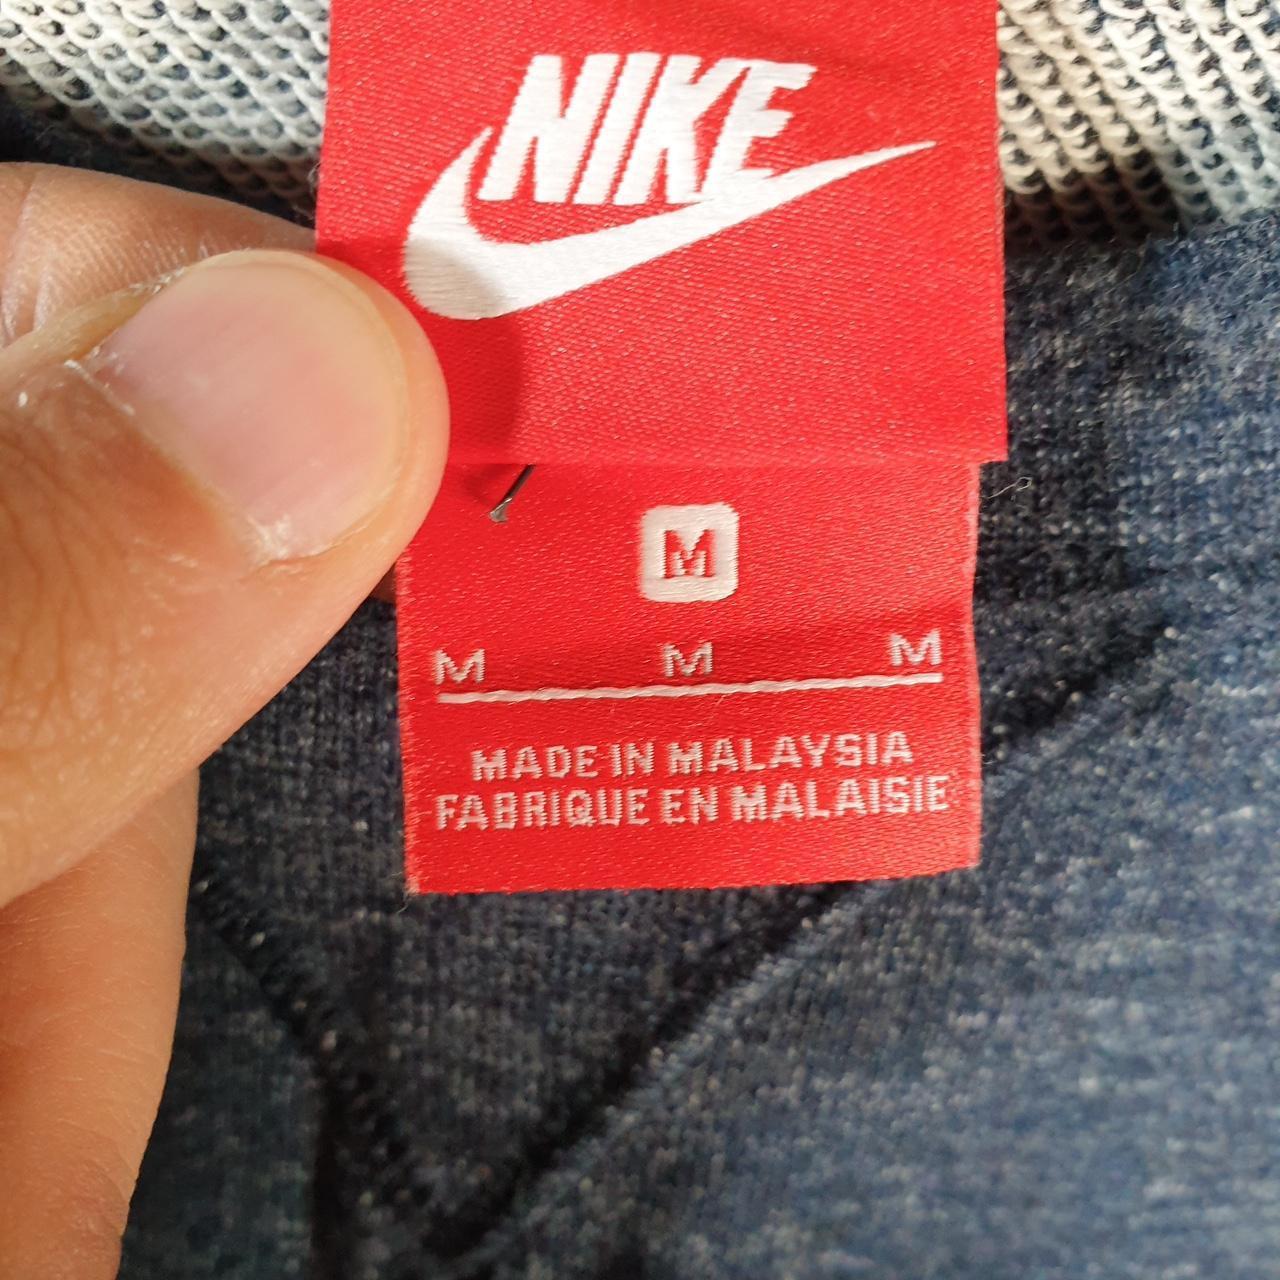 NIKE
M
M M M
MADE IN MALAYSIA
FABRIQUE EN MALAISIE